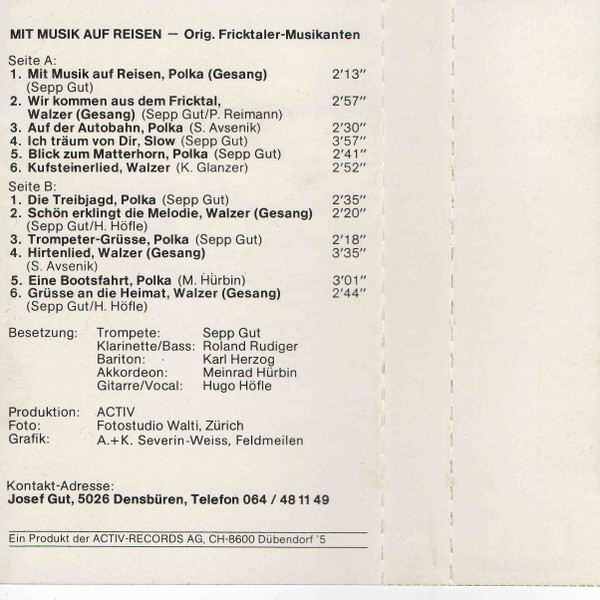 MIT MUSIK AUF REISEN — Orig. Fricktaler-Musikanten
Seite A:
1. Mit Musik auf Reisen, Polka (Gesang) 2'13"
(Sepp Gut)
2. Wir kommen aus dem Fricktal, 2'57"
Walzer (Gesang) (Sepp Gut/P. Reimann)
3. Auf der Autobahn, Polka (S. Avsenik) 2'30"
4. Ich träum von Dir, Slow (Sepp Gut) 3'57"
5. Blick zum Matterhorn, Polka (Sepp Gut) 2'41"
6. Kufsteinerlied, Walzer (K. Glanzer) 2'52"
Seite B:
1. Die Treibjagd, Polka (Sepp Gut) 2'35"
2. Schön erklingt die Melodie, Walzer (Gesang) 2'20"
(Sepp Gut/H. Höfle)
3. Trompeter-Grüsse, Polka (Sepp Gut) 2'18"
4. Hirtenlied, Walzer (Gesang) 3'35"
(S. Avsenik)
5. Eine Bootsfahrt, Polka (M. Hürbin) 3'01"
6. Grüsse an die Heimat, Walzer (Gesang) 2'44"
(Sepp Gut/H. Höfle)
Besetzung: Trompete: Sepp Gut
Klarinette/Bass: Roland Rudiger
Bariton: Karl Herzog
Akkordeon: Meinrad Hürbin
Gitarre/Vocal: Hugo Höfle
Produktion: ACTIV
Foto: Fotostudio Walti, Zürich
Grafik: A.+K. Severin-Weiss, Feldmeilen
Kontakt-Adresse:
Josef Gut, 5026 Densbüren, Telefon 064 / 48 11 49
Ein Produkt der ACTIV-RECORDS AG, CH-8600 Dübendorf '5